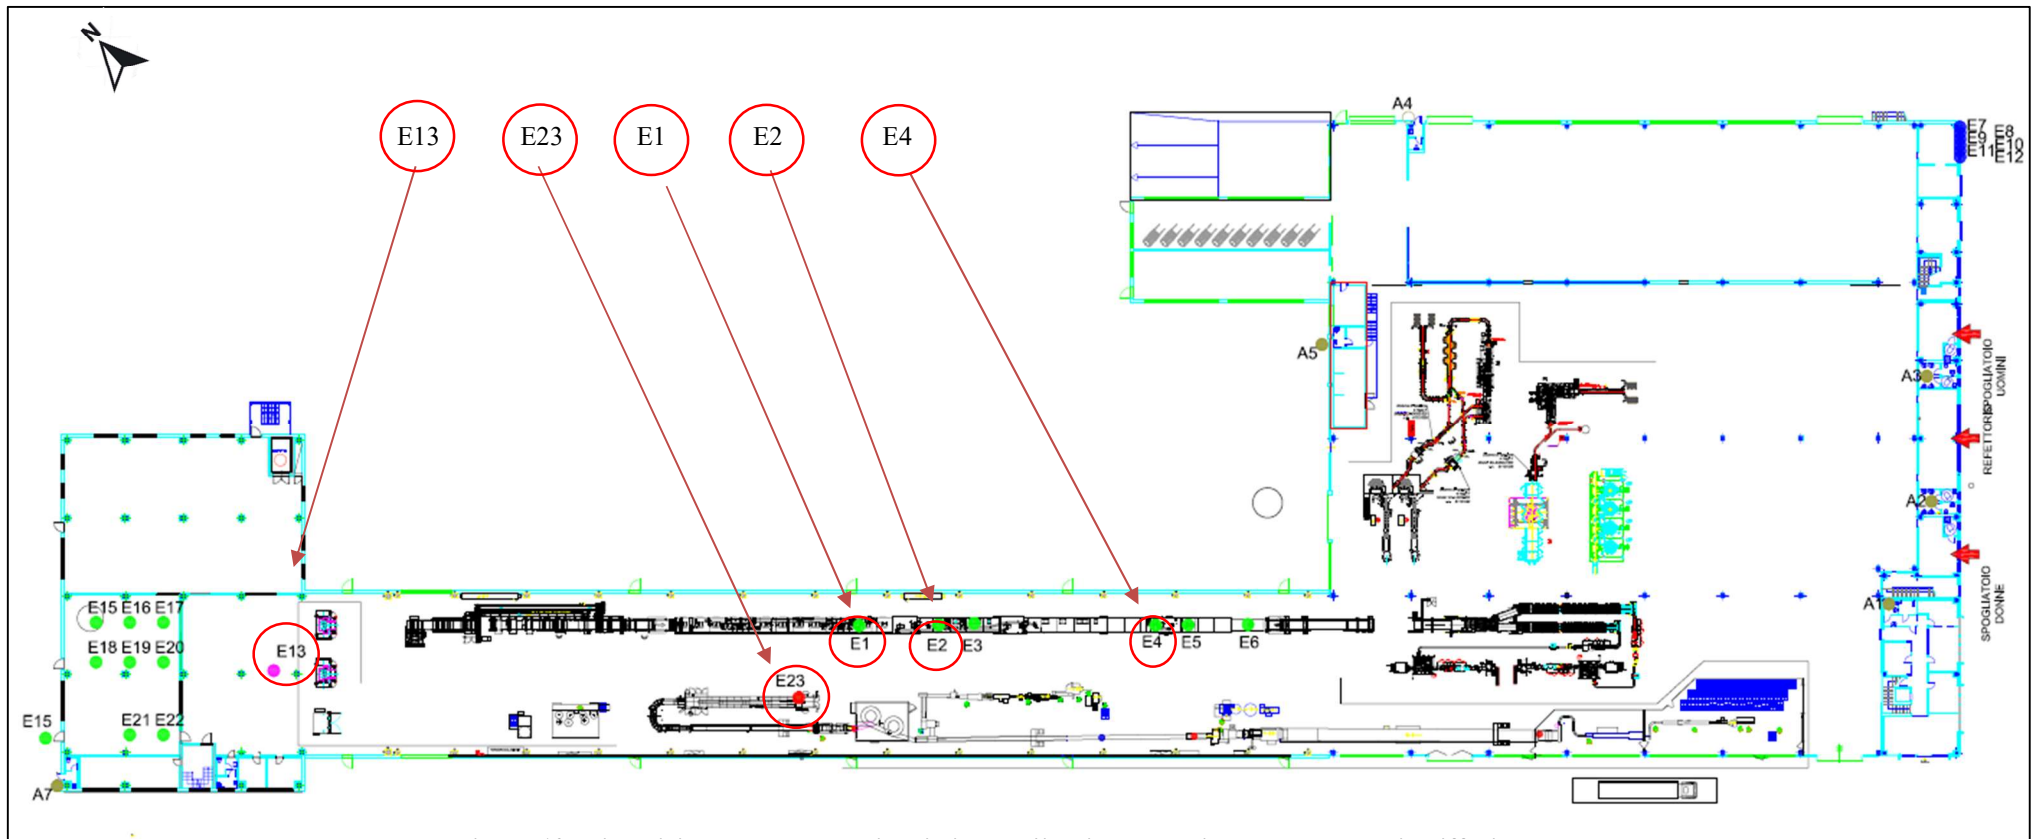 N
E13
E23
E1
E2
E4
A4
E7
E8
E9
E10
E11
E12
A5
A3
SPOGLIATOIO
UOMINI
REFETTORIO
A2
A1
SPOGLIATOIO
DONNE
E15 E16 E17
E18 E19 E20
E13
E1
E2
E3
E4
E5
E6
E23
E15
E21 E22
A7